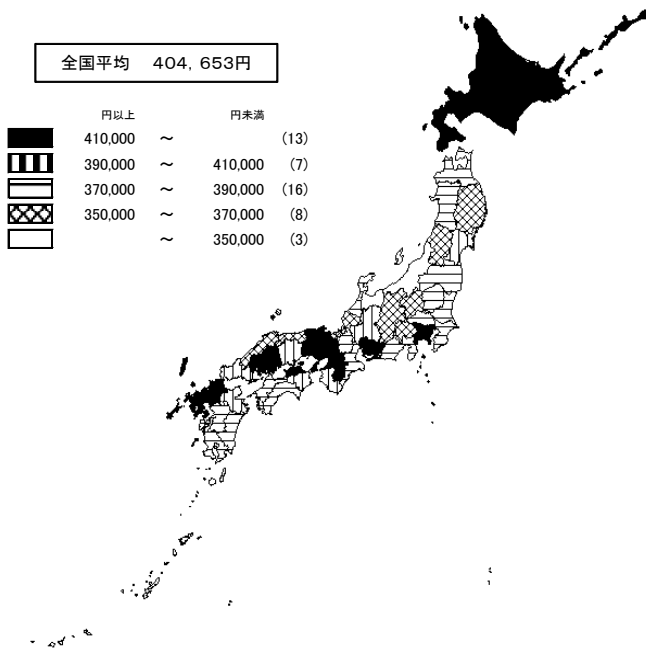 全国平均　404,653円
円以上　円未満
410,000　～　（13）
390,000　～　410,000　（7）
370,000　～　390,000　（16）
350,000　～　370,000　（8）
～　350,000　（3）